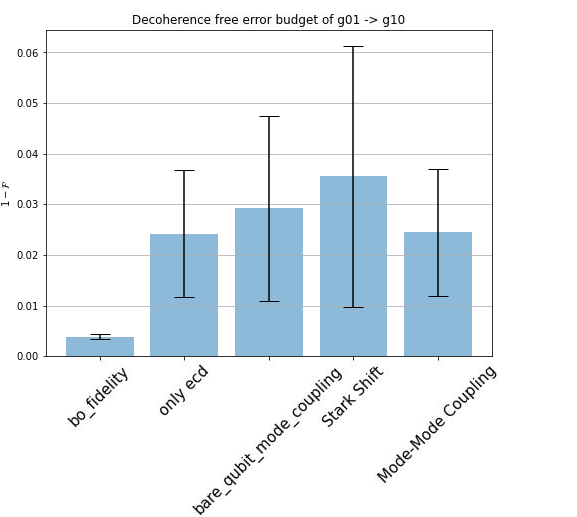 Decoherence free error budget of g01 -> g10
0.06
0.05
0.04
0.03
0.02
0.01
0.00
1 − ℱ
bo_fidelity
only ecd
bare_qubit_mode_coupling
Stark Shift
Mode-Mode Coupling